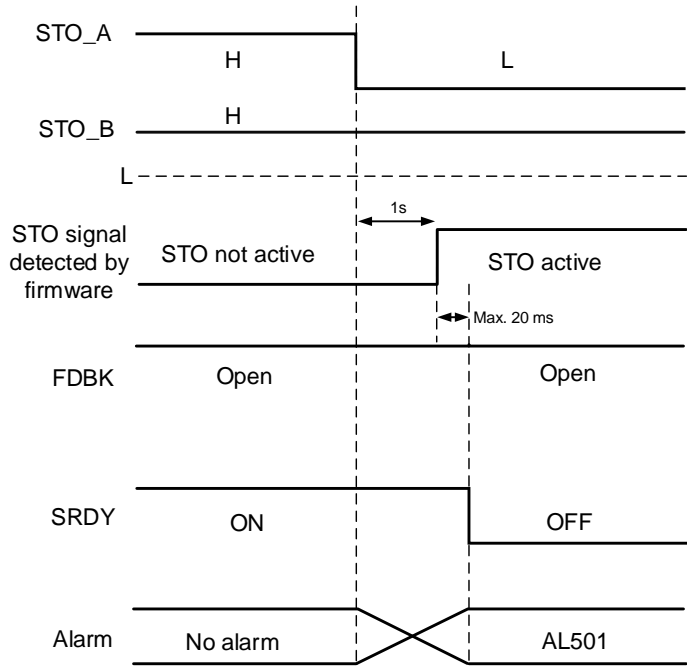 STO_A
H
L
STO_B
H
L
1s
STO signal
detected by
firmware
STO not active
STO active
Max. 20 ms
FDBK
Open
Open
SRDY
ON
OFF
Alarm
No alarm
AL501